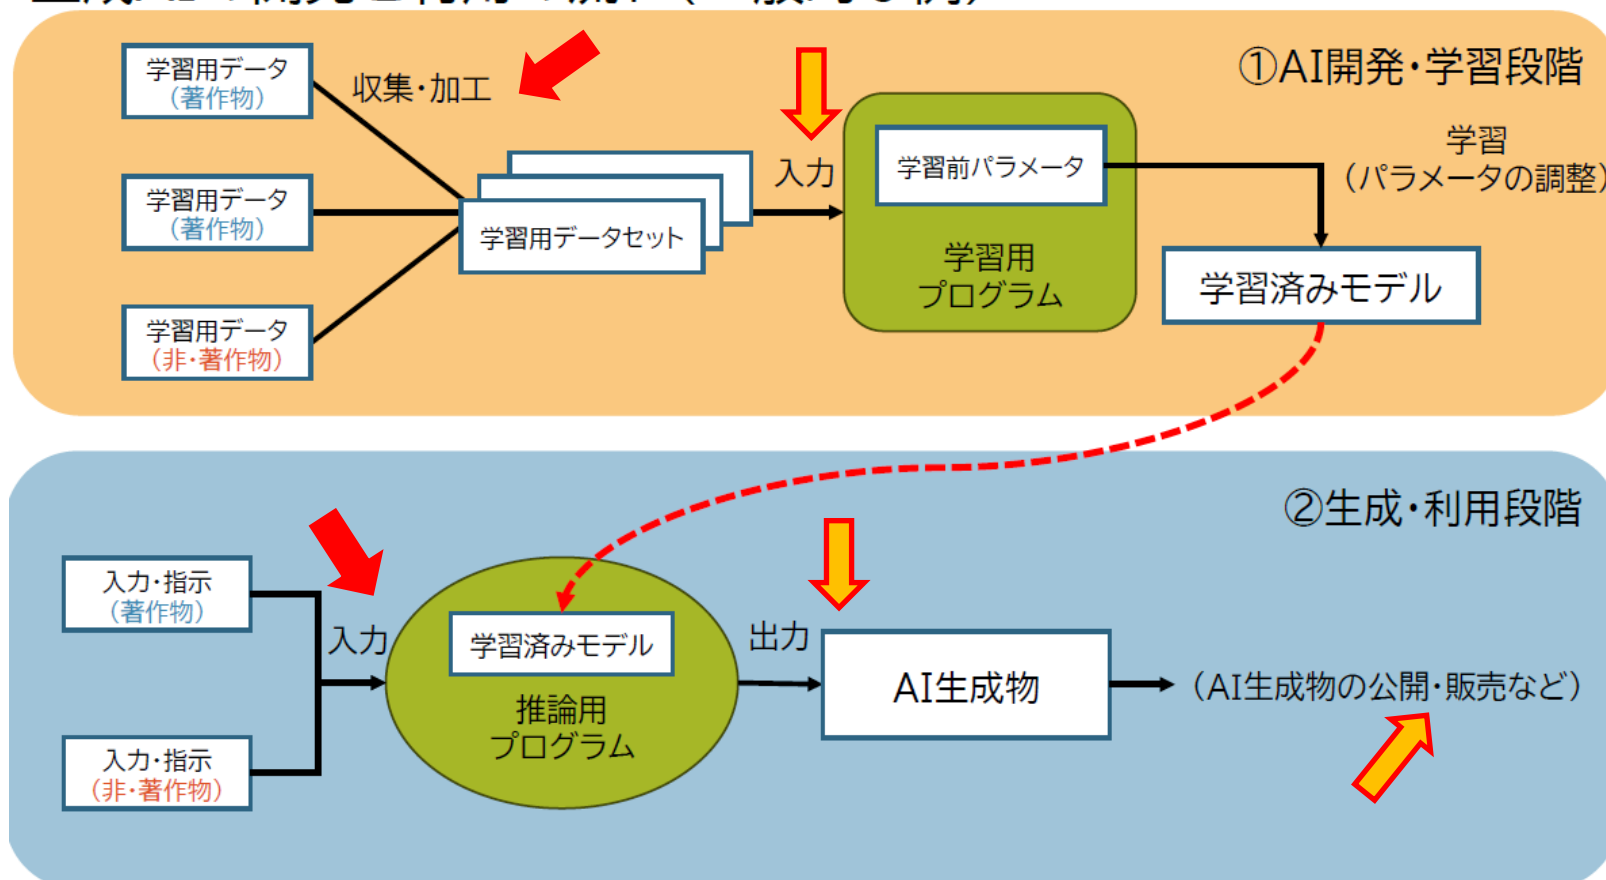 ①AI開発・学習段階
学習用データ
(著作物)
収集・加工
学習用データ
(著作物)
学習用データ
(非・著作物)
学習用データセット
入力
学習前パラメータ
学習用
プログラム
学習
(パラメータの調整)
学習済みモデル
②生成・利用段階
入力・指示
(著作物)
入力・指示
(非・著作物)
入力
学習済みモデル
推論用
プログラム
出力
AI生成物
(AI生成物の公開・販売など)